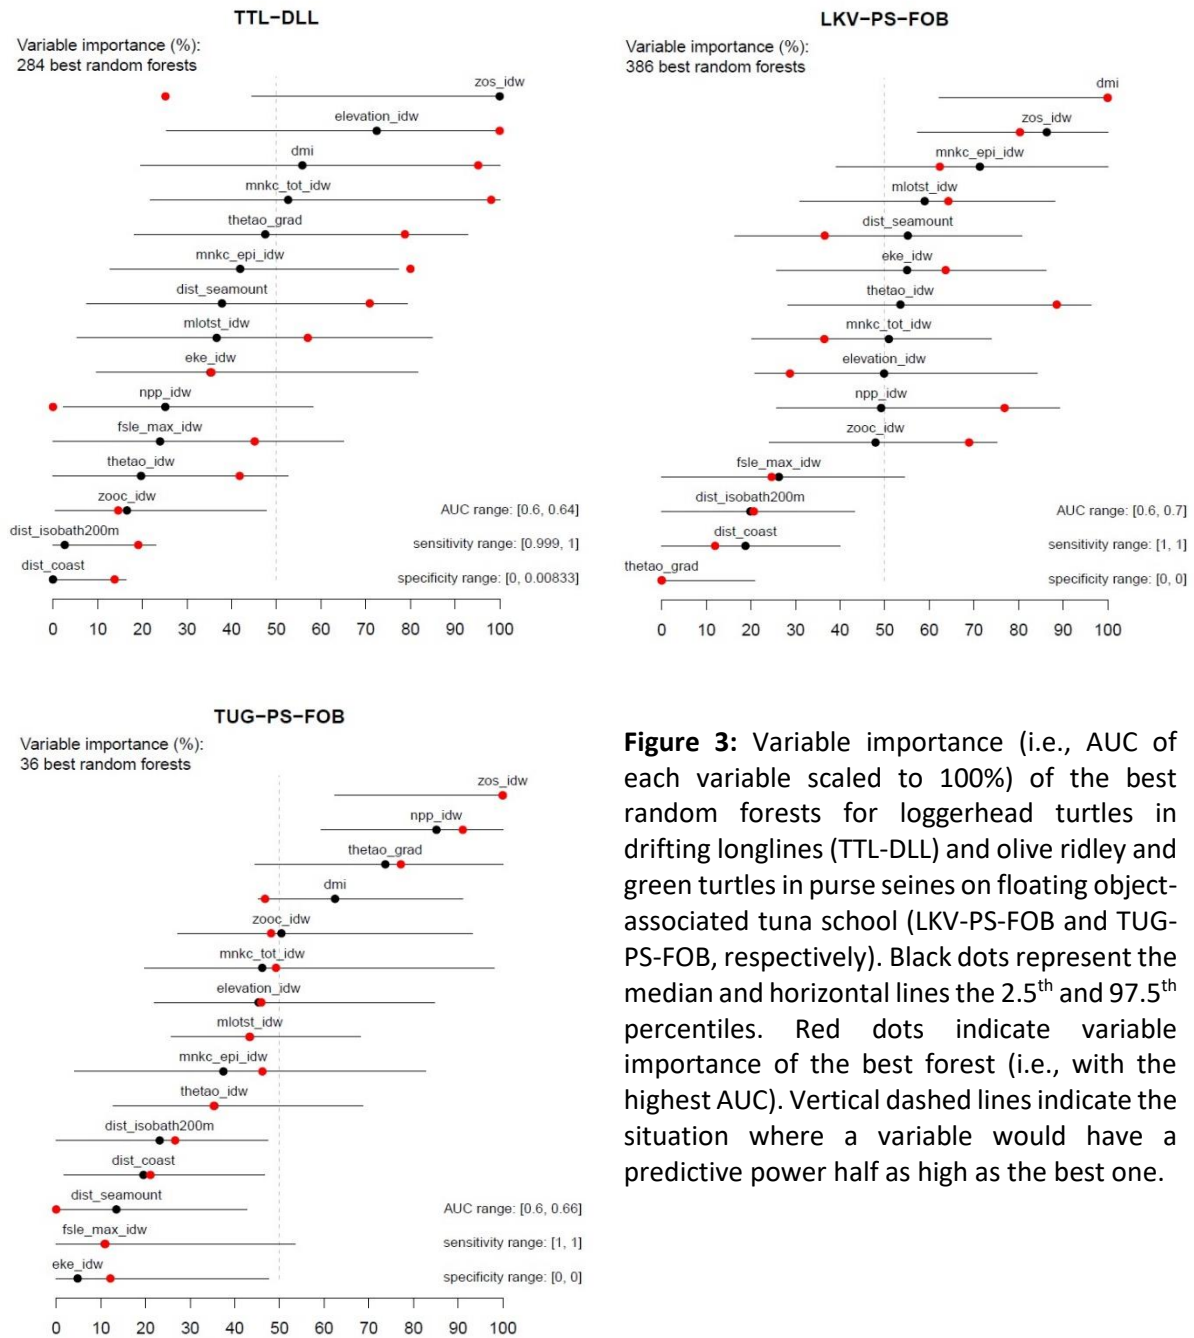 TTL−DLL
Variable importance (%):
284 best random forests
zos_idw
elevation_idw
dmi
mnkc_tot_idw
thetao_grad
mnkc_epi_idw
dist_seamount
mlotst_idw
eke_idw
npp_idw
fsle_max_idw
thetao_idw
zooc_idw
AUC range: [0.6, 0.64]
dist_isobath200m
sensitivity range: [0.999, 1]
dist_coast
specificity range: [0, 0.00833]
0 10 20 30 40 50 60 70 80 90 100
LKV−PS−FOB
Variable importance (%):
386 best random forests
dmi
zos_idw
mnkc_epi_idw
mlotst_idw
dist_seamount
eke_idw
thetao_idw
mnkc_tot_idw
elevation_idw
npp_idw
zooc_idw
fsle_max_idw
dist_isobath200m
AUC range: [0.6, 0.7]
dist_coast
sensitivity range: [1, 1]
thetao_grad
specificity range: [0, 0]
0 10 20 30 40 50 60 70 80 90 100
TUG−PS−FOB
Variable importance (%):
36 best random forests
zos_idw
npp_idw
thetao_grad
dmi
zooc_idw
mnkc_tot_idw
elevation_idw
mlotst_idw
mnkc_epi_idw
thetao_idw
dist_isobath200m
dist_coast
dist_seamount
AUC range: [0.6, 0.66]
fsle_max_idw
sensitivity range: [1, 1]
eke_idw
specificity range: [0, 0]
0 10 20 30 40 50 60 70 80 90 100
Figure 3: Variable importance (i.e., AUC of
each variable scaled to 100%) of the best
random forests for loggerhead turtles in
drifting longlines (TTL-DLL) and olive ridley and
green turtles in purse seines on floating object-
associated tuna school (LKV-PS-FOB and TUG-
PS-FOB, respectively). Black dots represent the
median and horizontal lines the 2.5th and 97.5th
percentiles. Red dots indicate variable
importance of the best forest (i.e., with the
highest AUC). Vertical dashed lines indicate the
situation where a variable would have a
predictive power half as high as the best one.